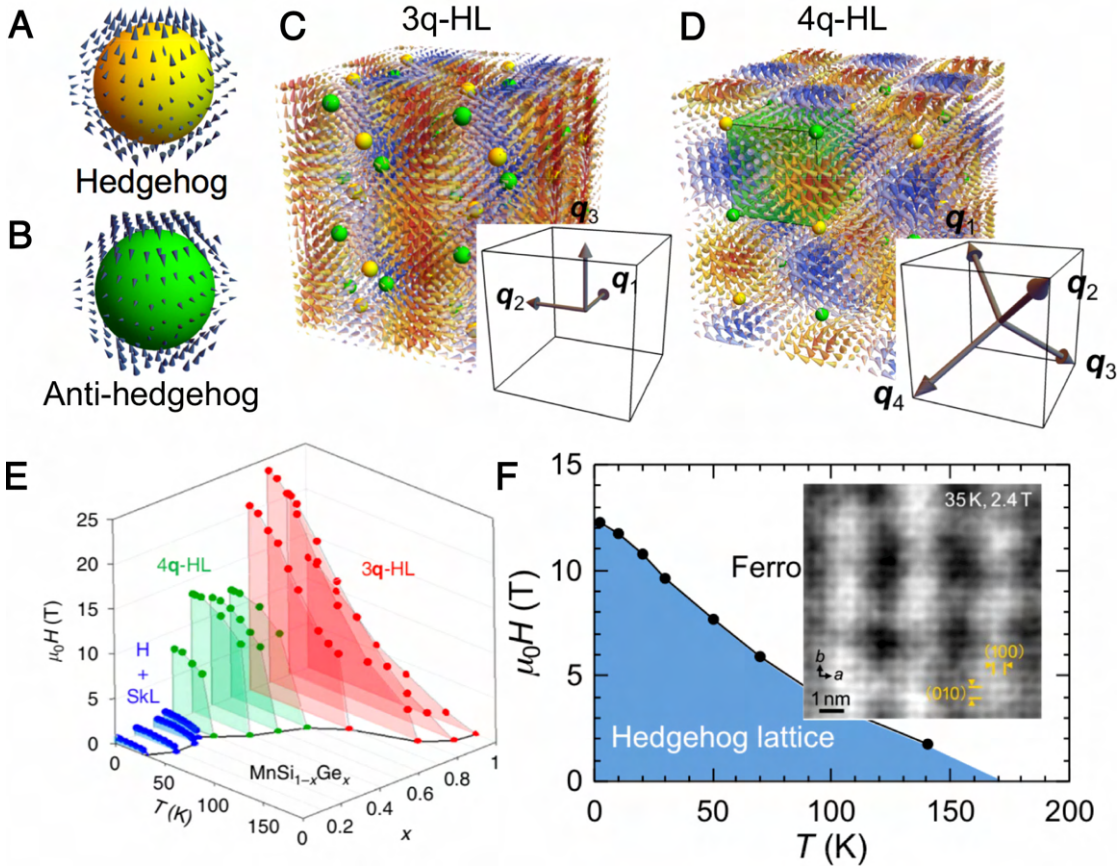 A
Hedgehog
B
Anti-hedgehog
C
3q-HL
q3
q2
q1
D
4q-HL
q1
q2
q3
q4
E
25
20
15
10
5
0
μ0H (T)
4q-HL
3q-HL
H
+
SkL
MnSi1−xGex
0
50
100
150
T (K)
0
0.2
0.4
0.6
0.8
1
x
F
15
10
5
0
μ0H (T)
Ferro
Hedgehog lattice
35 K, 2.4 T
(100)
(010)
b
a
1 nm
0
50
100
150
200
T (K)